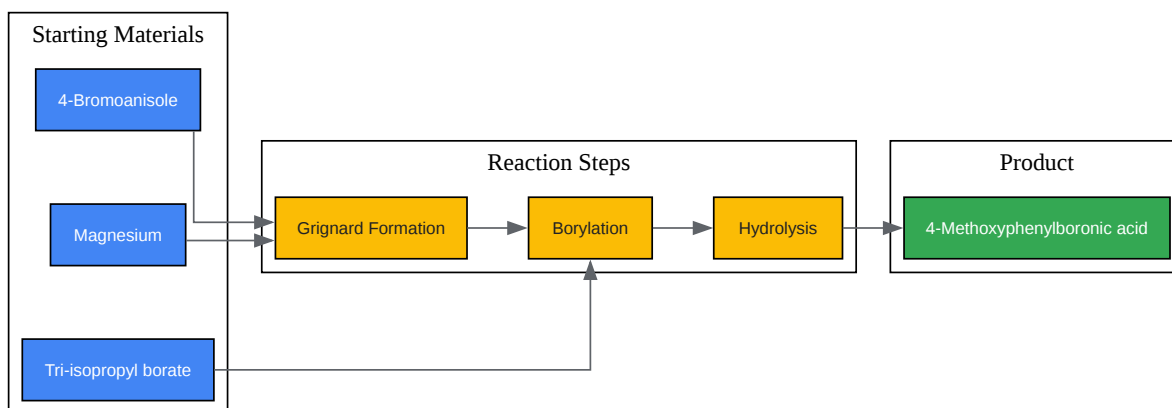 Starting Materials
4-Bromoanisole
Magnesium
Tri-isopropyl borate
Reaction Steps
Grignard Formation
Borylation
Hydrolysis
Product
4-Methoxyphenylboronic acid